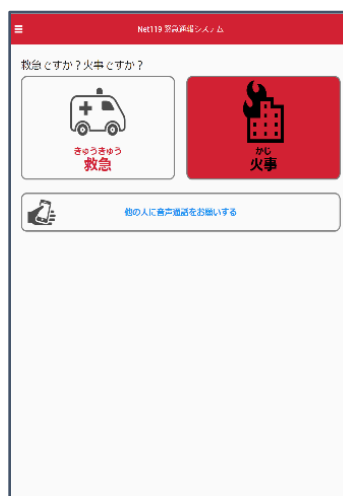 Net119 緊急通報システム
救急ですか？火事ですか？
きゅうきゅう
救急
かじ
火事
他の人に音声通話をお願いする